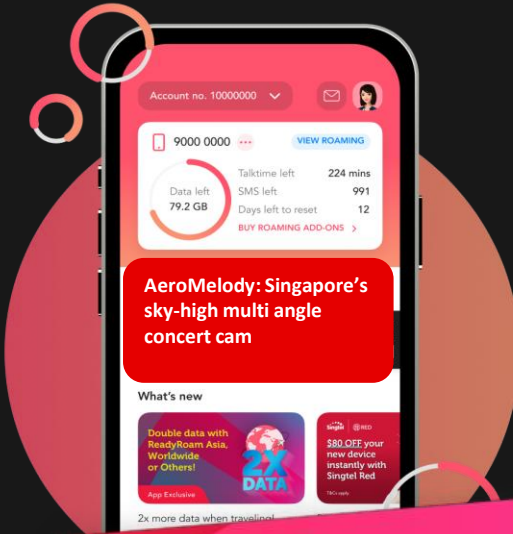 Account no. 10000000
9000 0000
VIEW ROAMING
Data left
79.2 GB
Talktime left 224 mins
SMS left 991
Days left to reset 12
BUY ROAMING ADD-ONS >
AeroMelody: Singapore's
sky-high multi angle
concert cam
What's new
Double data with
ReadyRoam Asia,
Worldwide
or Others!
2X
DATA
App Exclusive
Singtel | @RED
$80 OFF your
new device
instantly with
Singtel Red
T&Cs apply
2x more data when traveling!